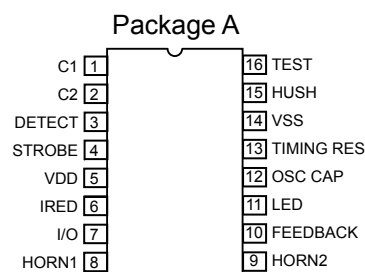 Package A
C1 1 16 TEST
C2 2 15 HUSH
DETECT 3 14 VSS
STROBE 4 13 TIMING RES
VDD 5 12 OSC CAP
IRED 6 11 LED
I/O 7 10 FEEDBACK
HORN1 8 9 HORN2